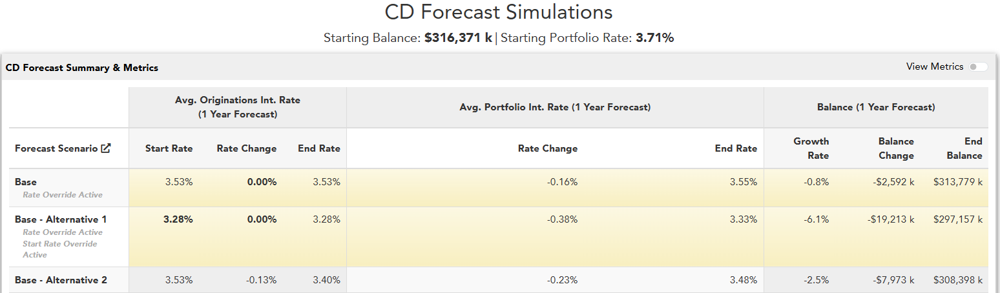 CD Forecast Simulations
Starting Balance: $316,371 k | Starting Portfolio Rate: 3.71%
CD Forecast Summary & Metrics View Metrics
Avg. Originations Int. Rate
(1 Year Forecast)
Avg. Portfolio Int. Rate (1 Year Forecast)
Balance (1 Year Forecast)
Forecast Scenario Start Rate Rate Change End Rate Rate Change End Rate Growth Rate Balance Change End Balance
Base 3.53% 0.00% 3.53% -0.16% 3.55% -0.8% -$2,592 k $313,779 k
Rate Override Active
Base - Alternative 1 3.28% 0.00% 3.28% -0.38% 3.33% -6.1% -$19,213 k $297,157 k
Rate Override Active
Start Rate Override
Active
Base - Alternative 2 3.53% -0.13% 3.40% -0.23% 3.48% -2.5% -$7,973 k $308,398 k